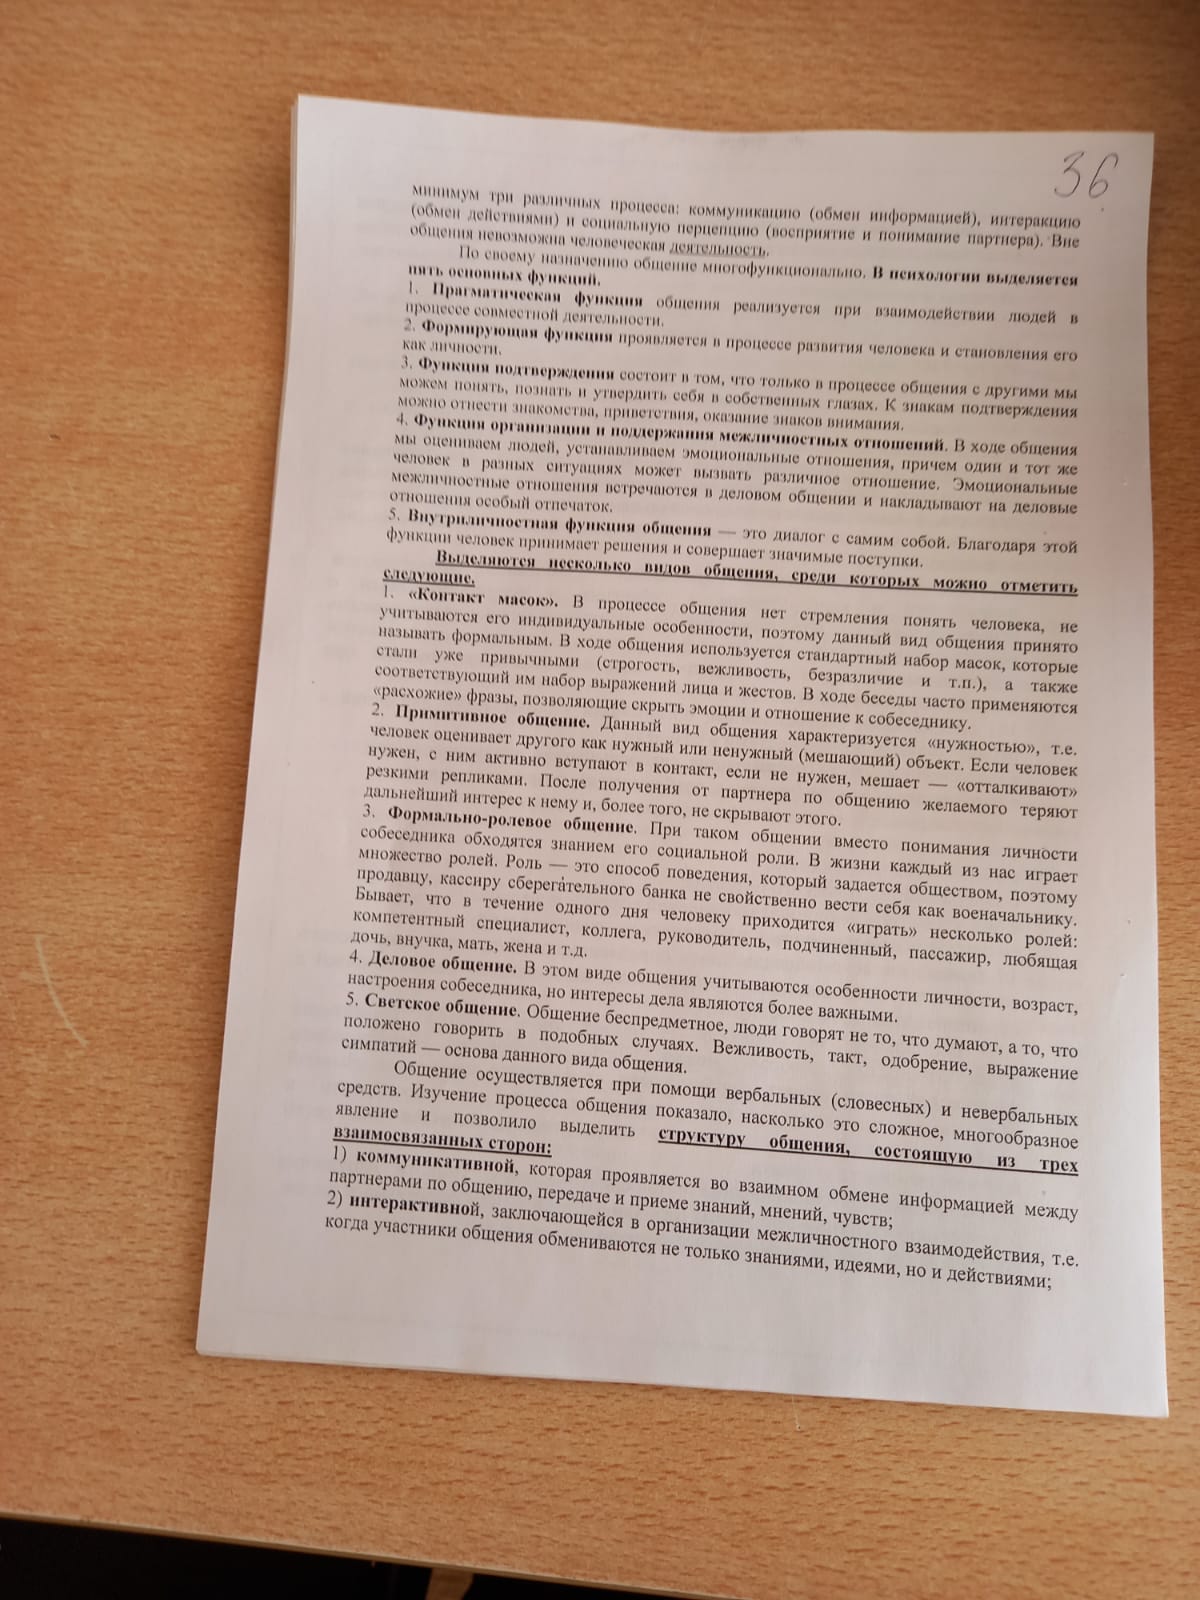 36
минимум три различных процесса: коммуникацию (обмен информацией), интеракцию
(обмен действиями) и социальную перцепцию (восприятие и понимание партнера). Вне
общения невозможна человеческая деятельность.
По своему назначению общение многофункционально. В психологии выделяется
пять основных функций.
1. Прагматическая функция общения реализуется при взаимодействии людей в
процессе совместной деятельности.
2. Формирующая функция проявляется в процессе развития человека и становления его
как личности.
3. Функция подтверждения состоит в том, что только в процессе общения с другими мы
можем понять, познать и утвердить себя в собственных глазах. К знакам подтверждения
можно отнести знакомства, приветствия, оказание знаков внимания.
4. Функция организации и поддержания межличностных отношений. В ходе общения
мы оцениваем людей, устанавливаем эмоциональные отношения, причем один и тот же
человек в разных ситуациях может вызвать различное отношение. Эмоциональные
межличностные отношения встречаются в деловом общении и накладывают на деловые
отношения особый отпечаток.
5. Внутриличностная функция общения — это диалог с самим собой. Благодаря этой
функции человек принимает решения и совершает значимые поступки.
Выделяются несколько видов общения, среди которых можно отметить
следующие.
1. «Контакт масок». В процессе общения нет стремления понять человека, не
учитываются его индивидуальные особенности, поэтому данный вид общения принято
называть формальным. В ходе общения используется стандартный набор масок, которые
стали уже привычными (строгость, вежливость, безразличие и т.п.), а также
соответствующий им набор выражений лица и жестов. В ходе беседы часто применяются
«расхожие» фразы, позволяющие скрыть эмоции и отношение к собеседнику.
2. Примитивное общение. Данный вид общения характеризуется «нужностью», т.е.
человек оценивает другого как нужный или ненужный (мешающий) объект. Если человек
нужен, с ним активно вступают в контакт, если не нужен, мешает — «отталкивают»
резкими репликами. После получения от партнера по общению желаемого теряют
дальнейший интерес к нему и, более того, не скрывают этого.
3. Формально-ролевое общение. При таком общении вместо понимания личности
собеседника обходятся знанием его социальной роли. В жизни каждый из нас играет
множество ролей. Роль — это способ поведения, который задается обществом, поэтому
продавцу, кассиру сберегательного банка не свойственно вести себя как военачальнику.
Бывает, что в течение одного дня человеку приходится «играть» несколько ролей:
компетентный специалист, коллега, руководитель, подчиненный, пассажир, любящая
дочь, внучка, мать, жена и т.д.
4. Деловое общение. В этом виде общения учитываются особенности личности, возраст,
настроения собеседника, но интересы дела являются более важными.
5. Светское общение. Общение беспредметное, люди говорят не то, что думают, а то, что
положено говорить в подобных случаях. Вежливость, такт, одобрение, выражение
симпатий — основа данного вида общения.
Общение осуществляется при помощи вербальных (словесных) и невербальных
средств. Изучение процесса общения показало, насколько это сложное, многообразное
явление и позволило выделить структуру общения, состоящую из трех
взаимосвязанных сторон:
1) коммуникативной, которая проявляется во взаимном обмене информацией между
партнерами по общению, передаче и приеме знаний, мнений, чувств;
2) интерактивной, заключающейся в организации межличностного взаимодействия, т.е.
когда участники общения обмениваются не только знаниями, идеями, но и действиями;